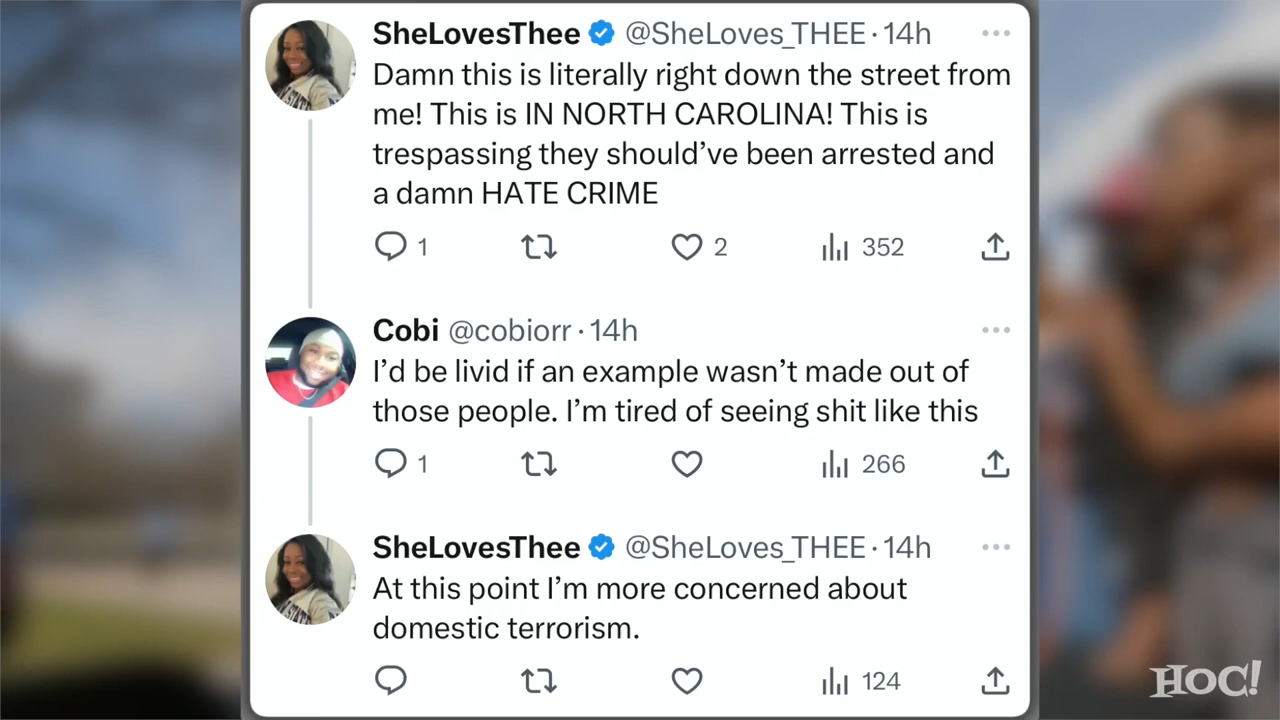 SheLovesThee @SheLoves_THEE · 14h
Damn this is literally right down the street from
me! This is IN NORTH CAROLINA! This is
trespassing they should’ve been arrested and
a damn HATE CRIME
1 2 352
Cobi @cobiorr · 14h
I’d be livid if an example wasn’t made out of
those people. I’m tired of seeing shit like this
1 266
SheLovesThee @SheLoves_THEE · 14h
At this point I’m more concerned about
domestic terrorism.
124
HOC!